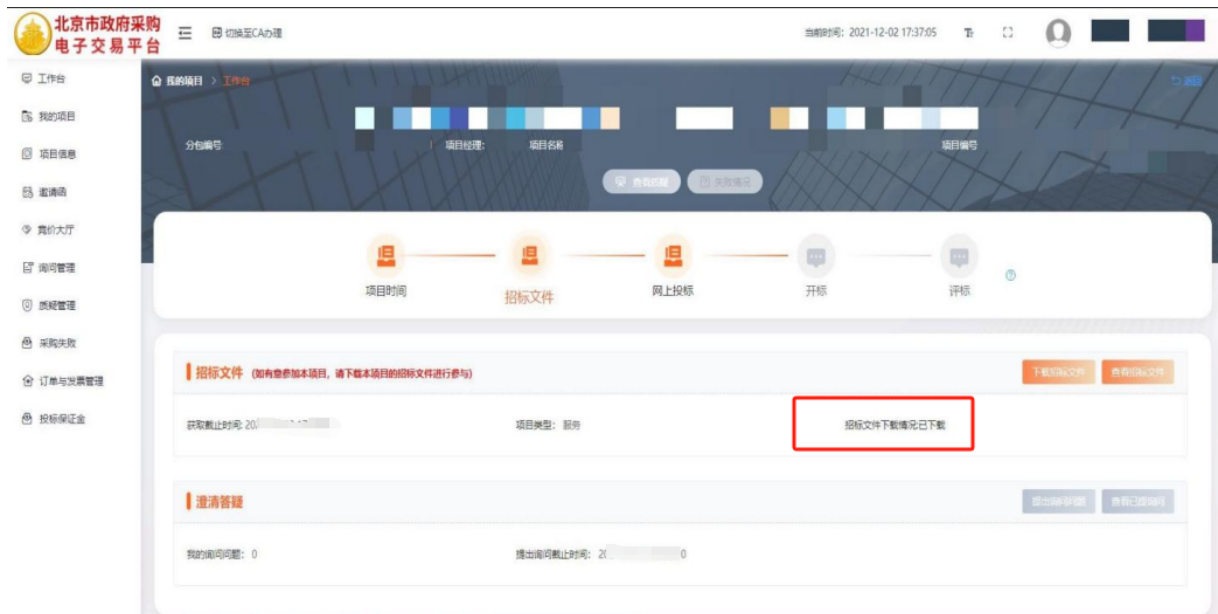 北京市政府采购
电子交易平台
切换至CA办理
当前时间: 2021-12-02 17:37:05
工作台
我的项目
项目信息
邀请函
竞价大厅
询问管理
质疑管理
采购失败
订单与发票管理
投标保证金
我的项目 > 工作台
返回
分包编号
项目经理:
项目名称
项目编号
失败情况
项目时间
招标文件
网上投标
开标
评标
招标文件 (如有意参加本项目, 请下载本项目的招标文件进行参与)
下载招标文件
查看招标文件
获取截止时间: 20
项目类型: 服务
招标文件下载情况:已下载
澄清答疑
提出询问问题
查看已提询问
我的询问问题: 0
提出询问截止时间: 20
0